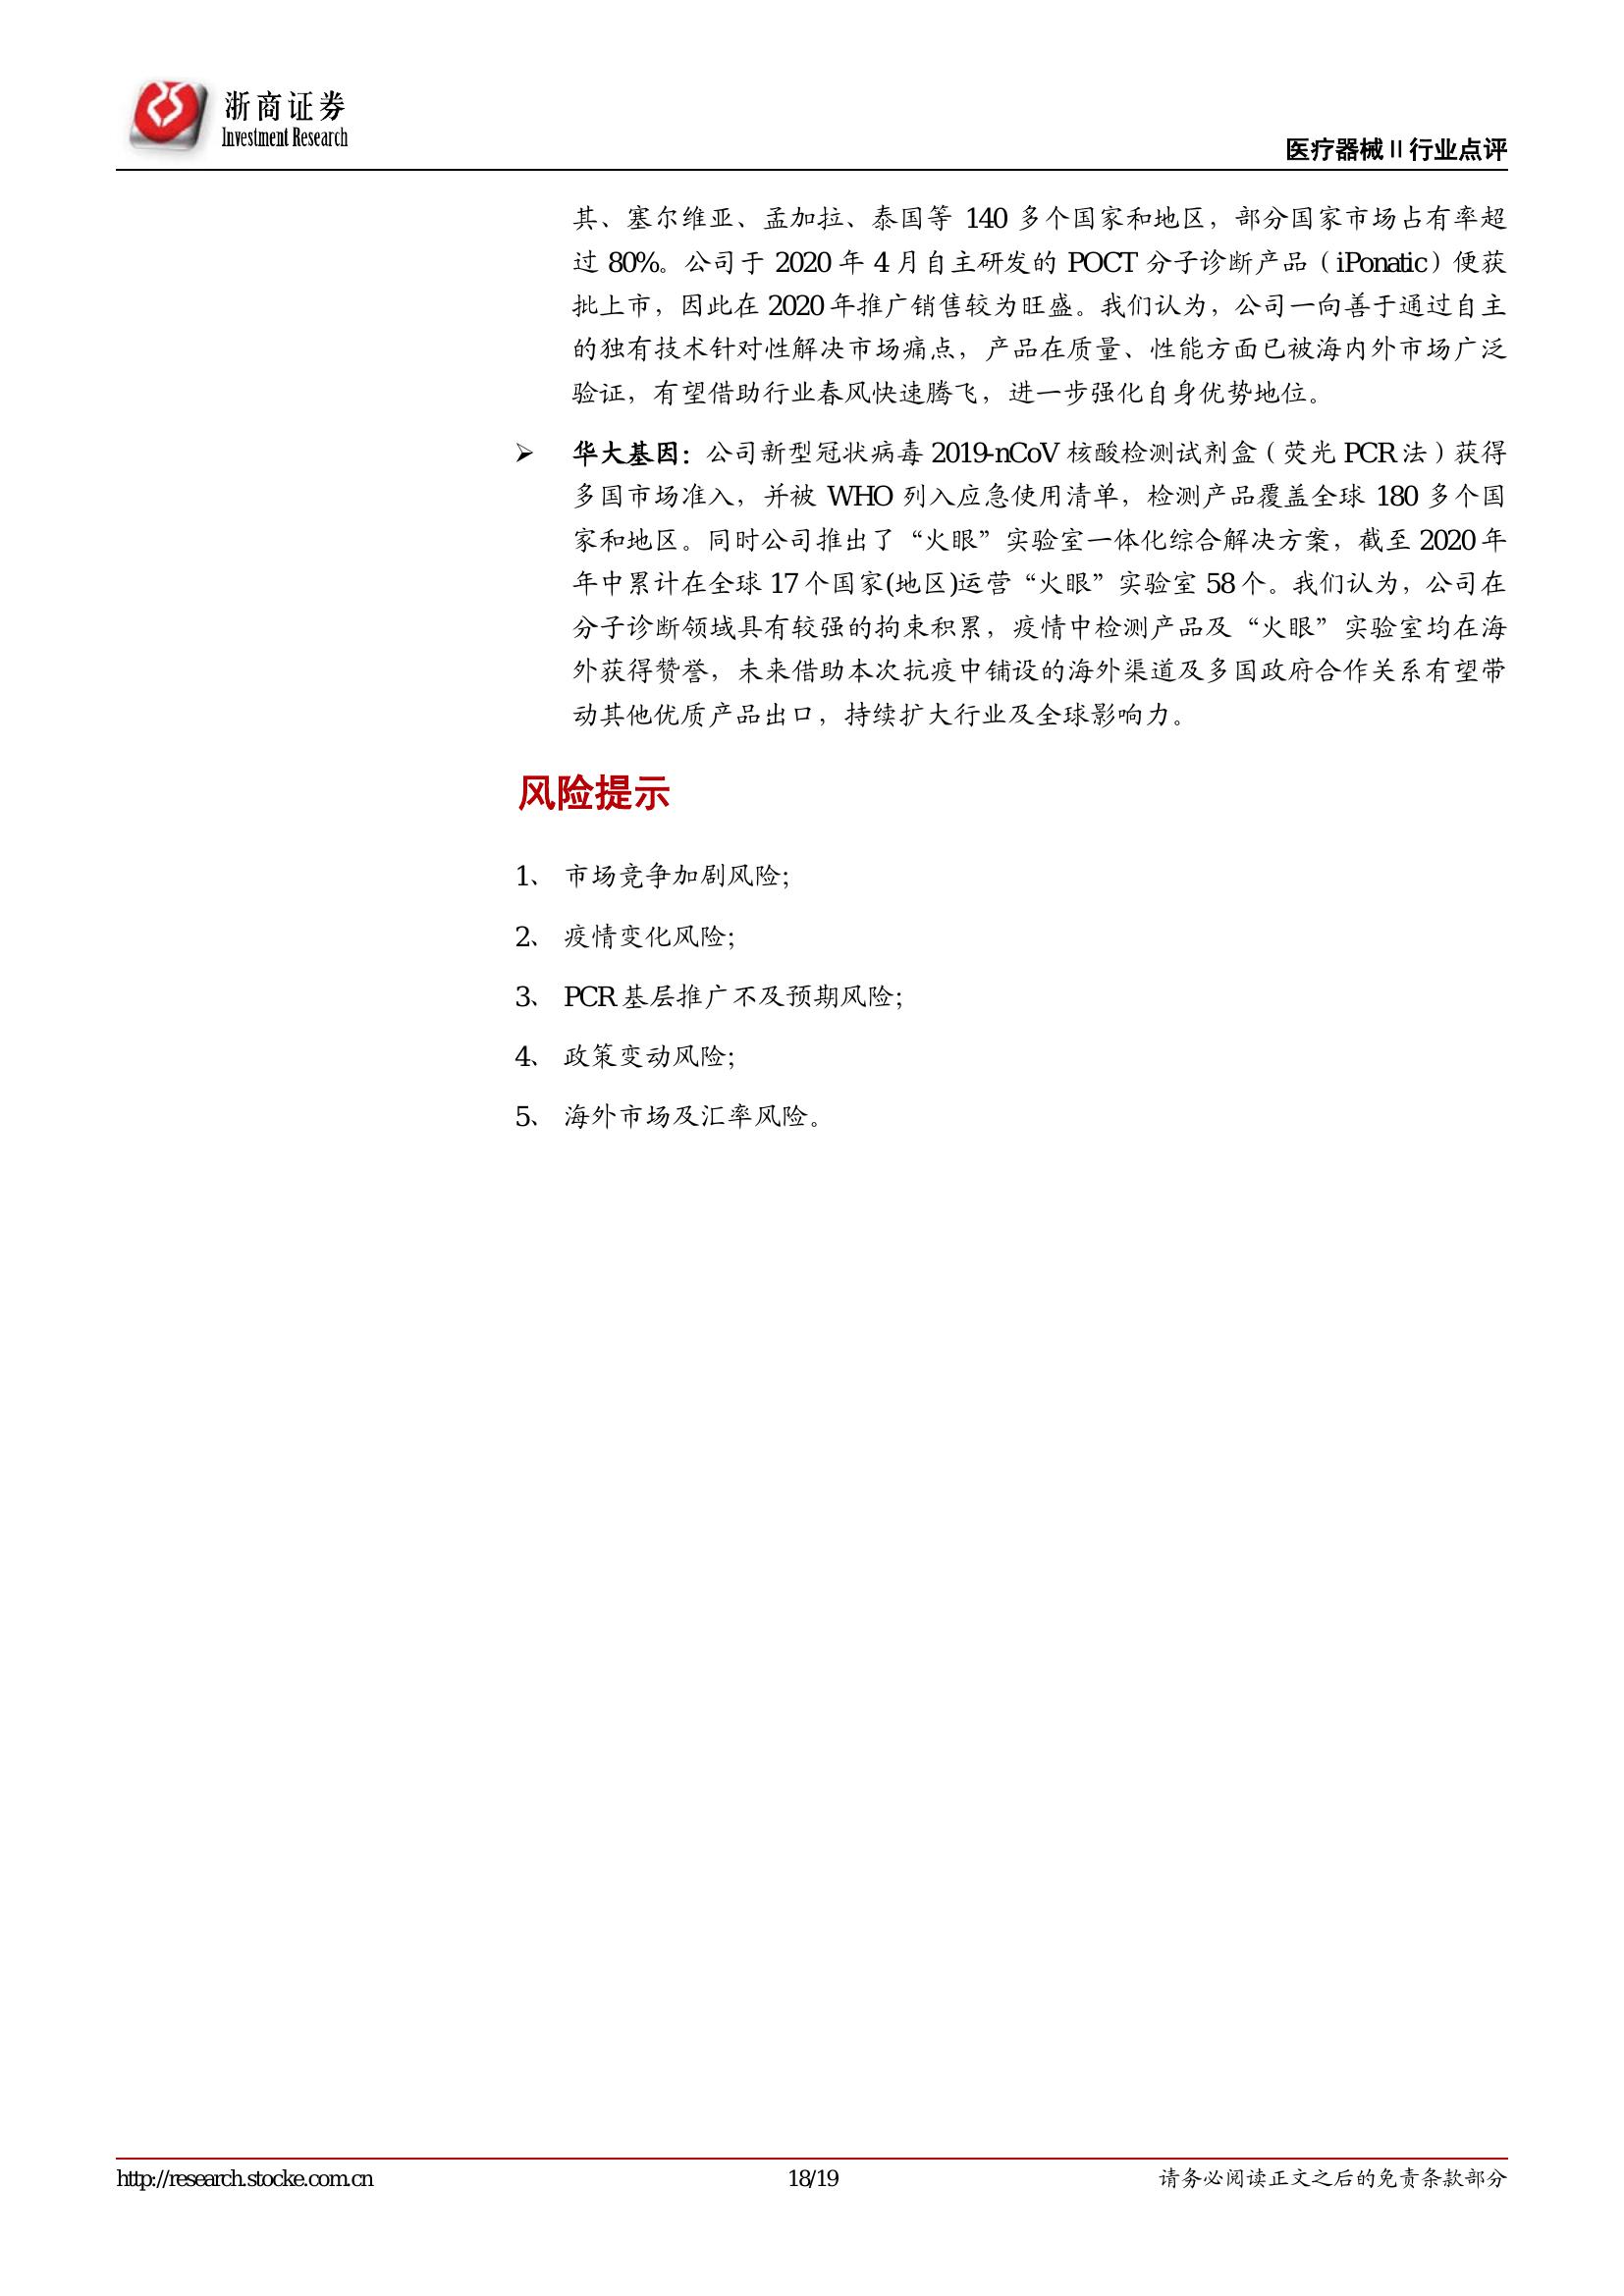 浙商证券
Investment Research
医疗器械Ⅱ行业点评
其、塞尔维亚、孟加拉、泰国等 140 多个国家和地区，部分国家市场占有率超
过 80%。公司于 2020 年 4 月自主研发的 POCT 分子诊断产品（iPonatic）便获
批上市，因此在 2020 年推广销售较为旺盛。我们认为，公司一向善于通过自主
的独有技术针对性解决市场痛点，产品在质量、性能方面已被海内外市场广泛
验证，有望借助行业春风快速腾飞，进一步强化自身优势地位。
➢ 华大基因：公司新型冠状病毒 2019-nCoV 核酸检测试剂盒（荧光 PCR 法）获得
多国市场准入，并被 WHO 列入应急使用清单，检测产品覆盖全球 180 多个国
家和地区。同时公司推出了“火眼”实验室一体化综合解决方案，截至 2020 年
年中累计在全球 17 个国家(地区)运营“火眼”实验室 58 个。我们认为，公司在
分子诊断领域具有较强的拘束积累，疫情中检测产品及“火眼”实验室均在海
外获得赞誉，未来借助本次抗疫中铺设的海外渠道及多国政府合作关系有望带
动其他优质产品出口，持续扩大行业及全球影响力。
风险提示
1、 市场竞争加剧风险；
2、 疫情变化风险；
3、 PCR 基层推广不及预期风险；
4、 政策变动风险；
5、 海外市场及汇率风险。
http://research.stocke.com.cn
18/19
请务必阅读正文之后的免责条款部分